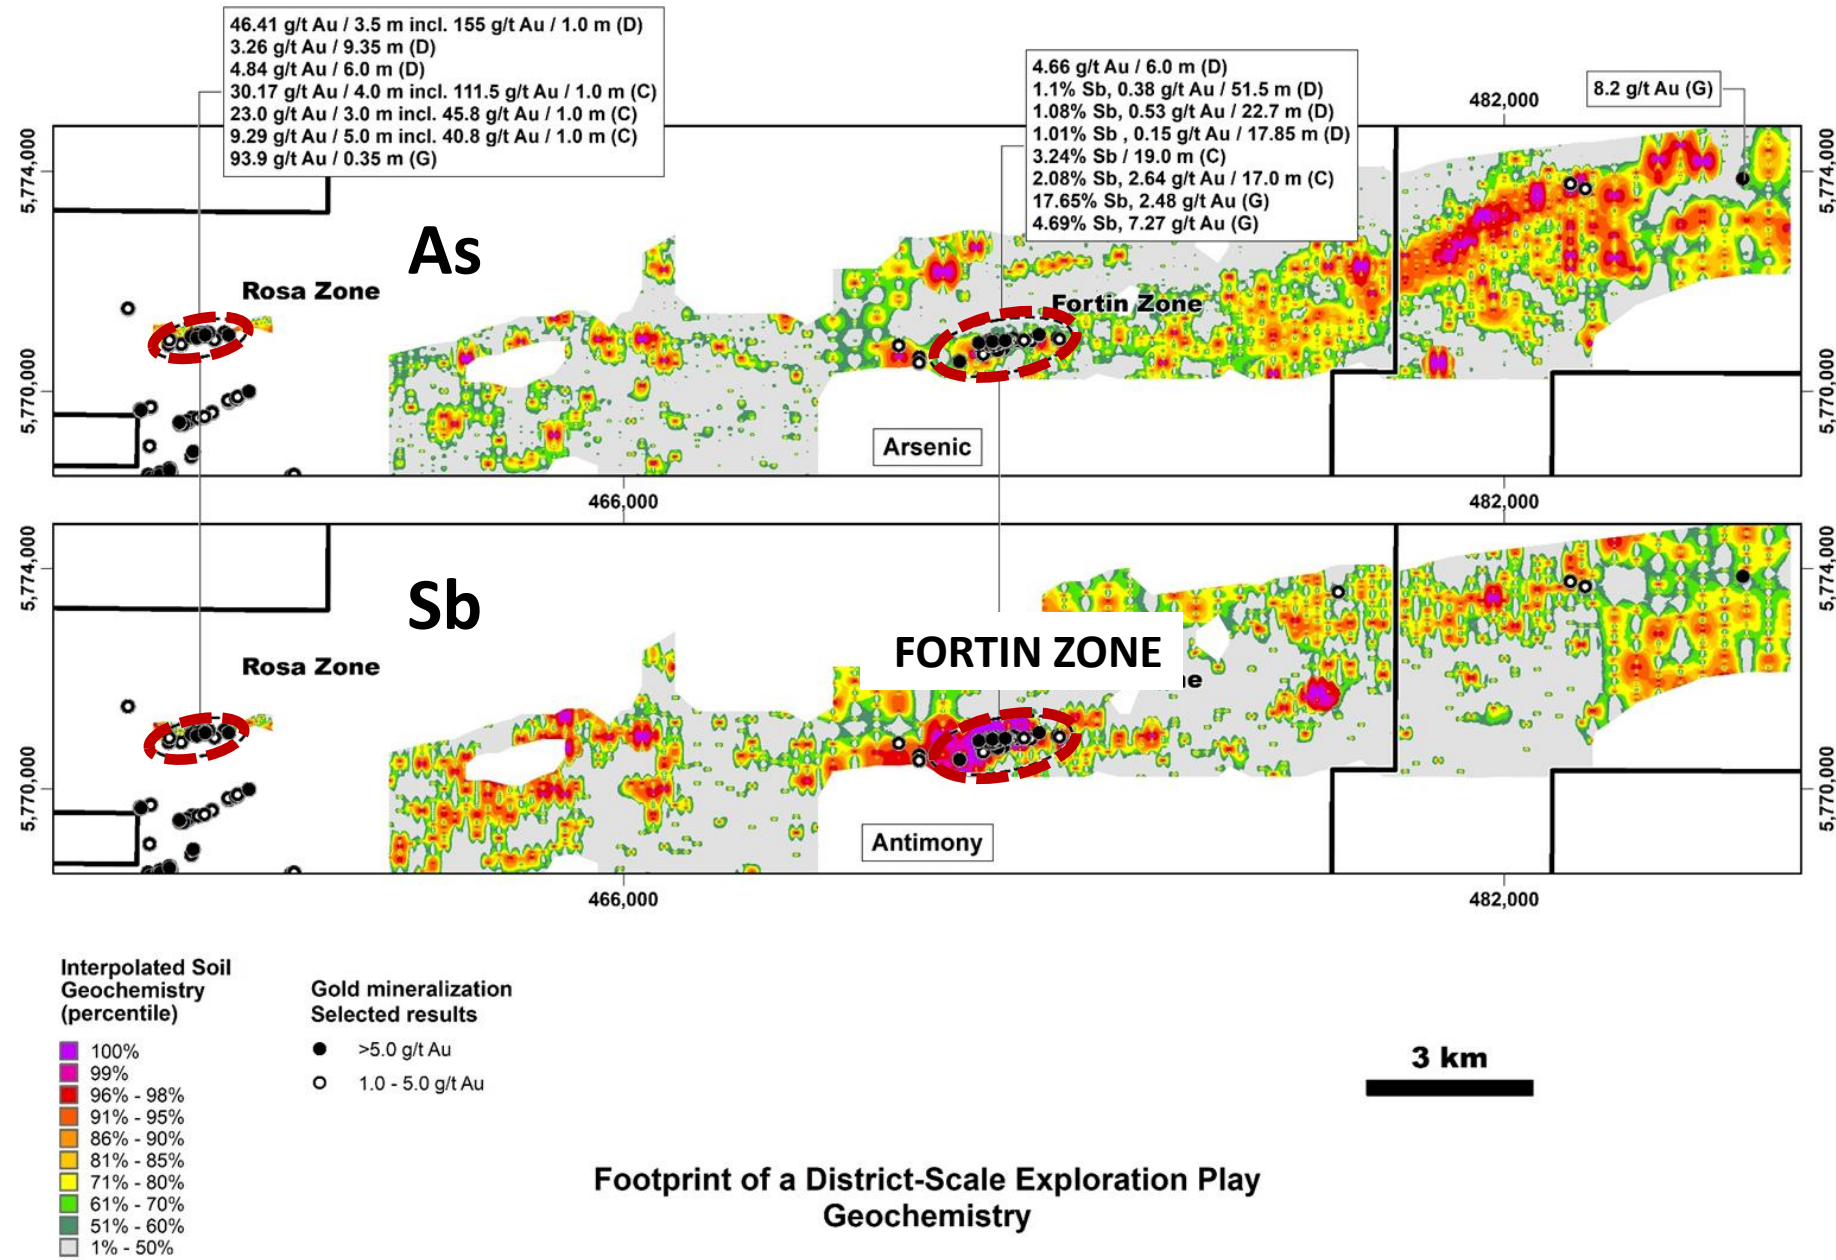 46.41 g/t Au / 3.5 m incl. 155 g/t Au / 1.0 m (D)
3.26 g/t Au / 9.35 m (D)
4.84 g/t Au / 6.0 m (D)
30.17 g/t Au / 4.0 m incl. 111.5 g/t Au / 1.0 m (C)
23.0 g/t Au / 3.0 m incl. 45.8 g/t Au / 1.0 m (C)
9.29 g/t Au / 5.0 m incl. 40.8 g/t Au / 1.0 m (C)
93.9 g/t Au / 0.35 m (G)
4.66 g/t Au / 6.0 m (D)
1.1% Sb, 0.38 g/t Au / 51.5 m (D)
1.08% Sb, 0.53 g/t Au / 22.7 m (D)
1.01% Sb , 0.15 g/t Au / 17.85 m (D)
3.24% Sb / 19.0 m (C)
2.08% Sb, 2.64 g/t Au / 17.0 m (C)
17.65% Sb, 2.48 g/t Au (G)
4.69% Sb, 7.27 g/t Au (G)
8.2 g/t Au (G)
482,000
5,774,000
5,774,000
As
Rosa Zone
Fortin Zone
5,770,000
5,770,000
Arsenic
466,000
482,000
5,774,000
5,774,000
Sb
Rosa Zone
FORTIN ZONE
ne
5,770,000
5,770,000
Antimony
466,000
482,000
Interpolated Soil
Geochemistry
(percentile)
100%
99%
96% - 98%
91% - 95%
86% - 90%
81% - 85%
71% - 80%
61% - 70%
51% - 60%
1% - 50%
Gold mineralization
Selected results
>5.0 g/t Au
1.0 - 5.0 g/t Au
3 km
Footprint of a District-Scale Exploration Play
Geochemistry